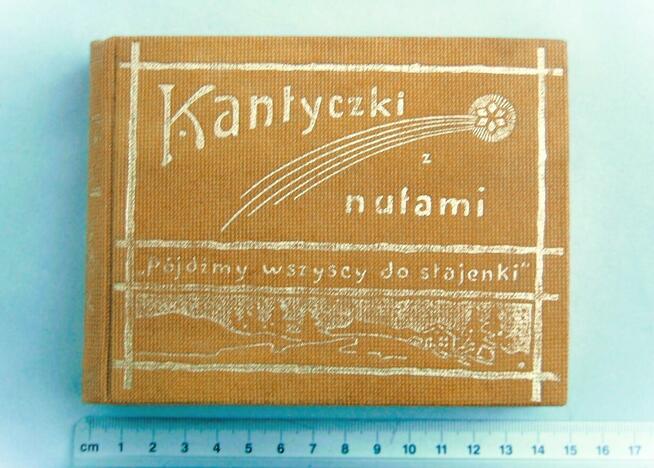 Kantyczki
z
nutami
„Pójdźmy wszyscy do stajenki"
cm 1 2 3 4 5 6 7 8 9 10 11 12 13 14 15 16 17